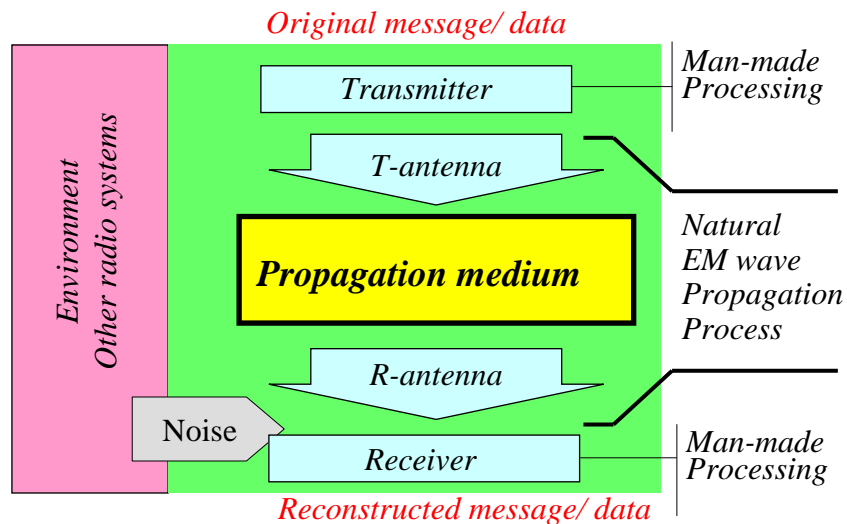 Original message/ data
Man-made
Processing
Transmitter
T-antenna
Environment
Other radio systems
Propagation medium
Natural
EM wave
Propagation
Process
R-antenna
Noise
Receiver
Man-made
Processing
Reconstructed message/ data